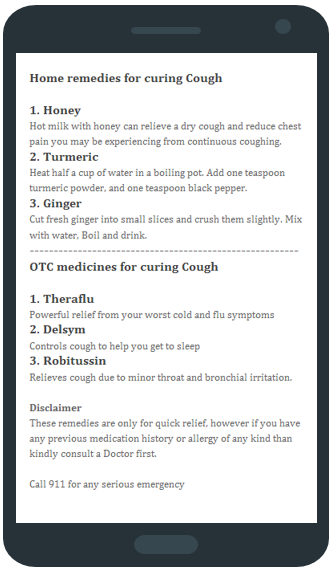 Home remedies for curing Cough
1. Honey
Hot milk with honey can relieve a dry cough and reduce chest
pain you may be experiencing from continuous coughing.
2. Turmeric
Heat half a cup of water in a boiling pot. Add one teaspoon
turmeric powder, and one teaspoon black pepper.
3. Ginger
Cut fresh ginger into small slices and crush them slightly. Mix
with water, Boil and drink.
OTC medicines for curing Cough
1. Theraflu
Powerful relief from your worst cold and flu symptoms
2. Delsym
Controls cough to help you get to sleep
3. Robitussin
Relieves cough due to minor throat and bronchial irritation.
Disclaimer
These remedies are only for quick relief, however if you have
any previous medication history or allergy of any kind than
kindly consult a Doctor first.
Call 911 for any serious emergency